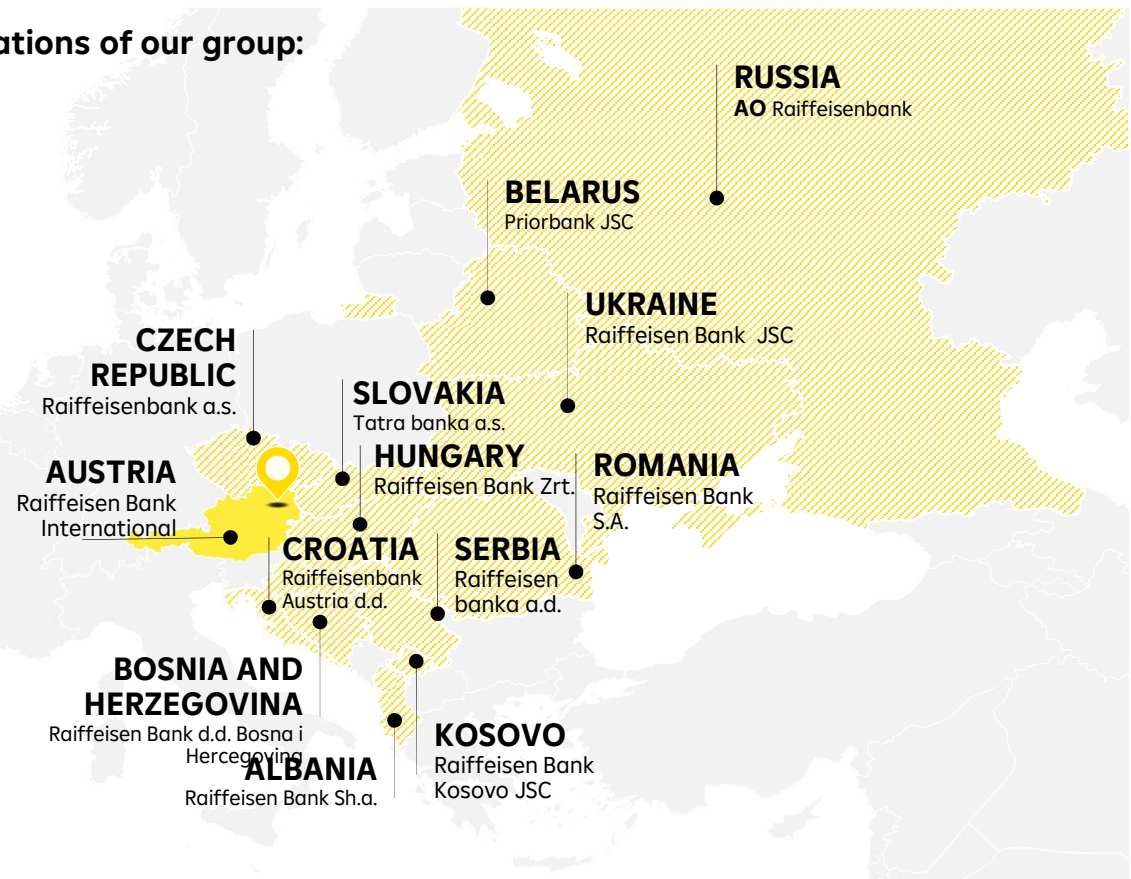 ations of our group:
RUSSIA
AO Raiffeisenbank
BELARUS
Priorbank JSC
UKRAINE
Raiffeisen Bank JSC
CZECH
REPUBLIC
Raiffeisenbank a.s.
SLOVAKIA
Tatra banka a.s.
HUNGARY
Raiffeisen Bank Zrt.
ROMANIA
Raiffeisen Bank
S.A.
AUSTRIA
Raiffeisen Bank
International
CROATIA
Raiffeisenbank
Austria d.d.
SERBIA
Raiffeisen
banka a.d.
BOSNIA AND
HERZEGOVINA
Raiffeisen Bank d.d. Bosna i
Hercegovina
ALBANIA
Raiffeisen Bank Sh.a.
KOSOVO
Raiffeisen Bank
Kosovo JSC